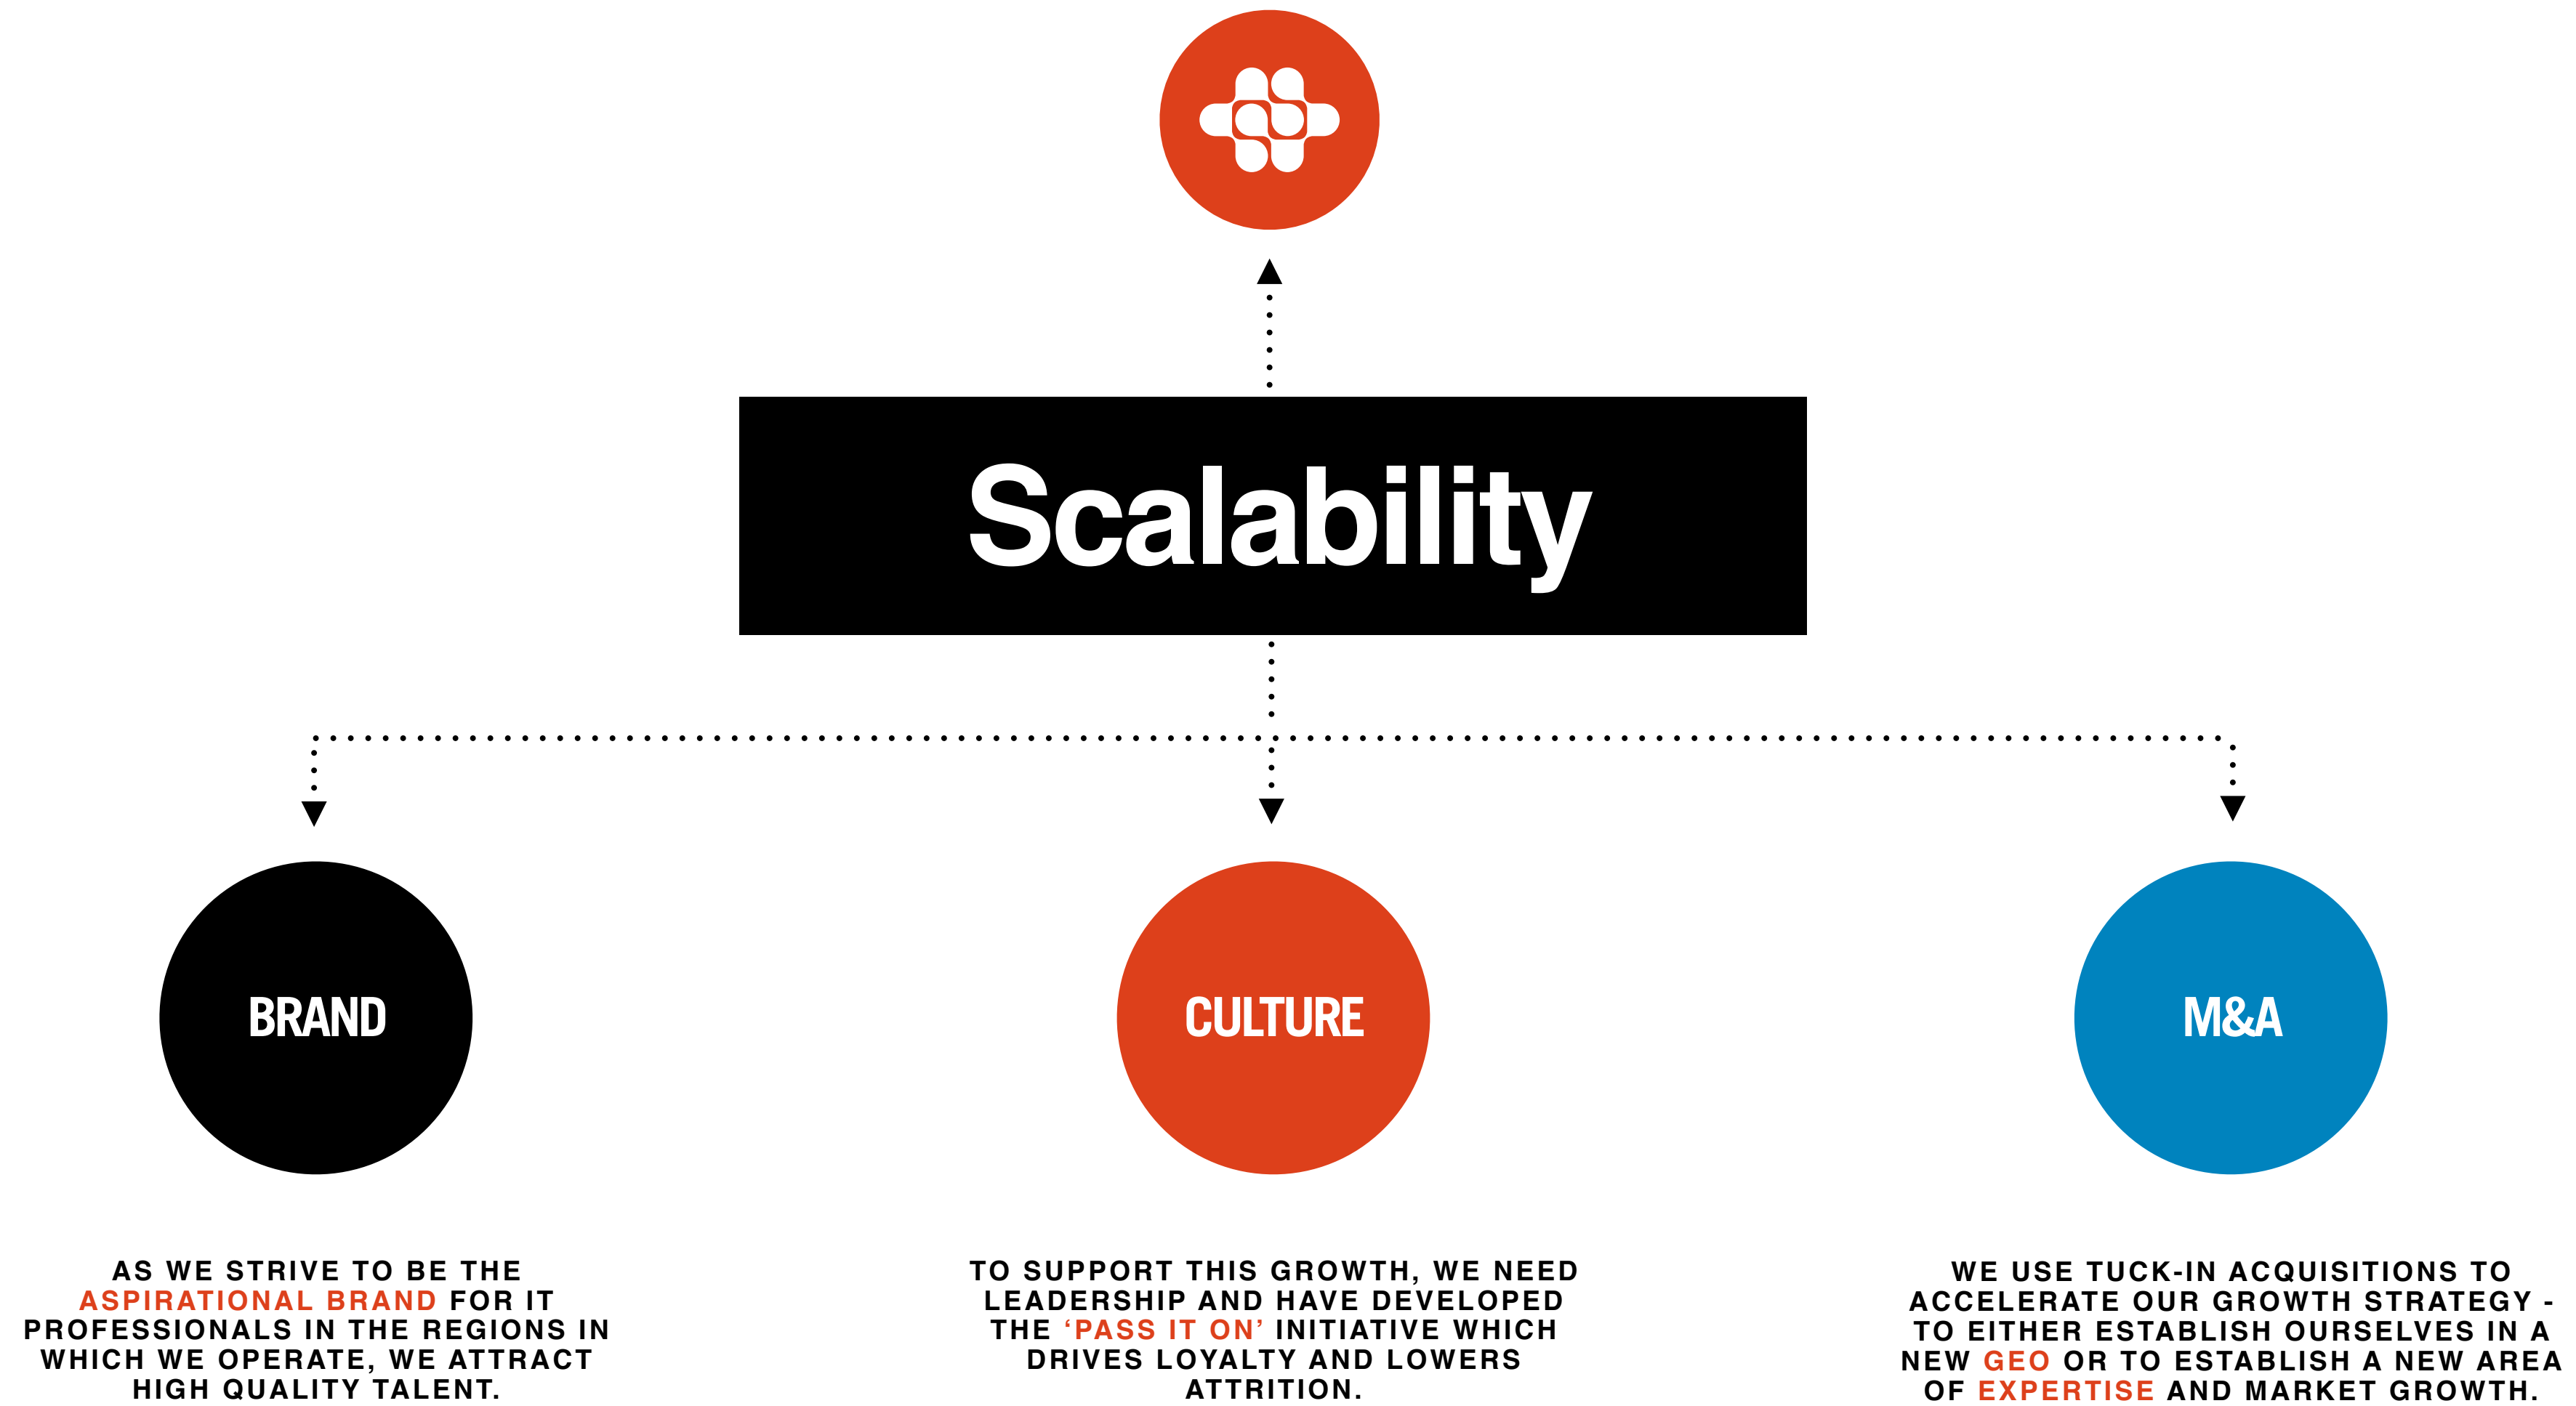 Scalability
BRAND
CULTURE
M&A
AS WE STRIVE TO BE THE
ASPIRATIONAL BRAND FOR IT
PROFESSIONALS IN THE REGIONS IN
WHICH WE OPERATE, WE ATTRACT
HIGH QUALITY TALENT.
TO SUPPORT THIS GROWTH, WE NEED
LEADERSHIP AND HAVE DEVELOPED
THE ‘PASS IT ON’ INITIATIVE WHICH
DRIVES LOYALTY AND LOWERS
ATTRITION.
WE USE TUCK-IN ACQUISITIONS TO
ACCELERATE OUR GROWTH STRATEGY -
TO EITHER ESTABLISH OURSELVES IN A
NEW GEO OR TO ESTABLISH A NEW AREA
OF EXPERTISE AND MARKET GROWTH.